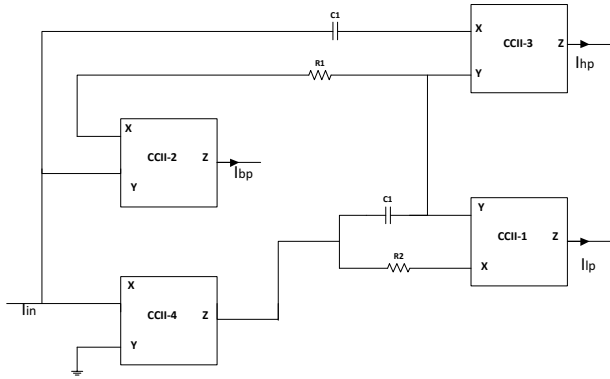 C1
X
CCII-3
Z
Y
Ihp
R1
X
CCII-2
Z
Y
Ibp
C1
Y
CCII-1
Z
X
Ilp
R2
X
CCII-4
Z
Y
Iin